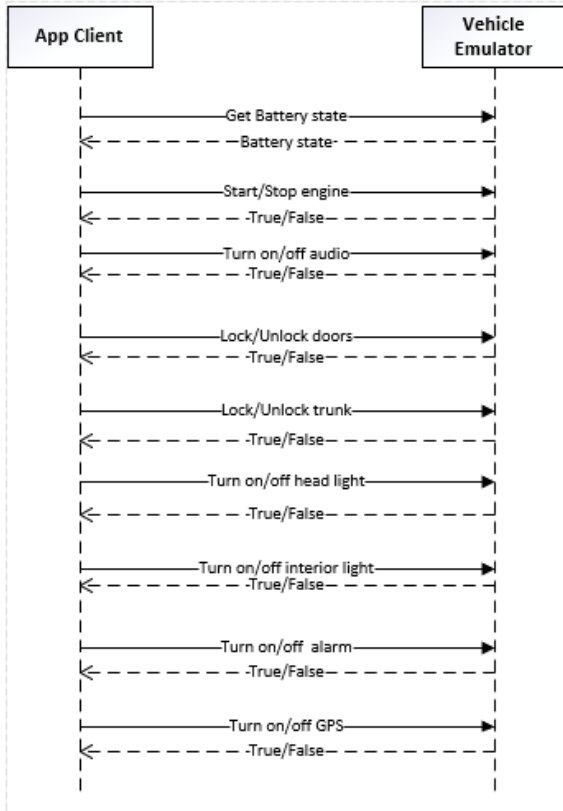 App Client
Vehicle
Emulator
Get Battery state
Battery state
Start/Stop engine
True/False
Turn on/off audio
True/False
Lock/Unlock doors
True/False
Lock/Unlock trunk
True/False
Turn on/off head light
True/False
Turn on/off interior light
True/False
Turn on/off  alarm
True/False
Turn on/off GPS
True/False